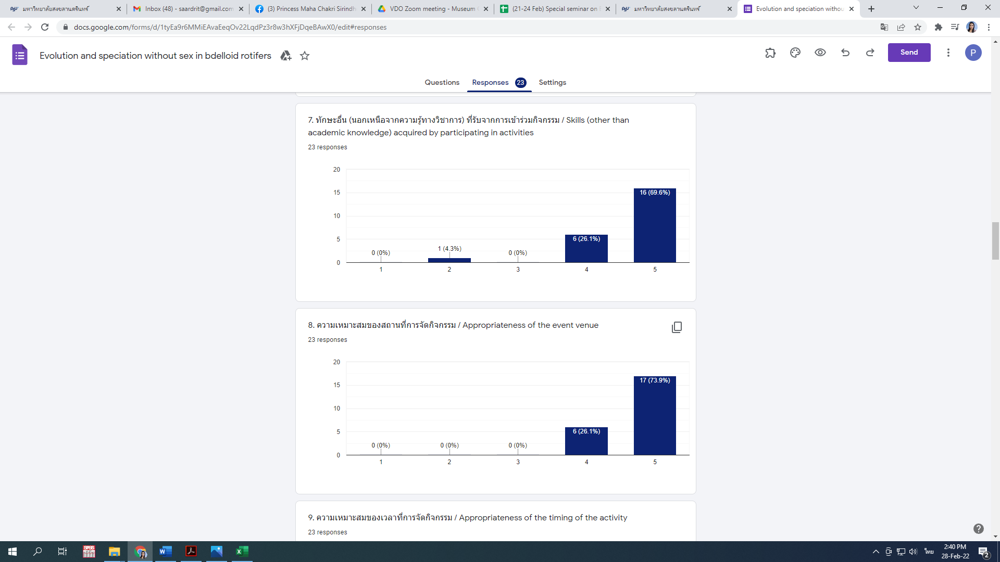 มหาวิทยาลัยสงขลานครินทร์
Inbox (48) - saardrit@gmail.com
(3) Princess Maha Chakri Sirindh
VDO Zoom meeting - Museum
(21-24 Feb) Special seminar on
มหาวิทยาลัยสงขลานครินทร์
Evolution and speciation withou
docs.google.com/forms/d/1tyEa9r6MMiEAvaEeqOv22LqdPz3r8w3hXFjDqeBAwX0/edit#responses
Evolution and speciation without sex in bdelloid rotifers
Send
P
Questions
Responses 23
Settings
7. ทักษะอื่น (นอกเหนือจากความรู้ทางวิชาการ) ที่รับจากการเข้าร่วมกิจกรรม / Skills (other than
academic knowledge) acquired by participating in activities
23 responses
20
15
10
5
0
0 (0%)
1 (4.3%)
0 (0%)
6 (26.1%)
16 (69.6%)
1
2
3
4
5
8. ความเหมาะสมของสถานที่การจัดกิจกรรม / Appropriateness of the event venue
23 responses
20
15
10
5
0
0 (0%)
0 (0%)
0 (0%)
6 (26.1%)
17 (73.9%)
1
2
3
4
5
9. ความเหมาะสมของเวลาที่การจัดกิจกรรม / Appropriateness of the timing of the activity
23 responses
SPSS
ไทย
2:40 PM
28-Feb-22
2